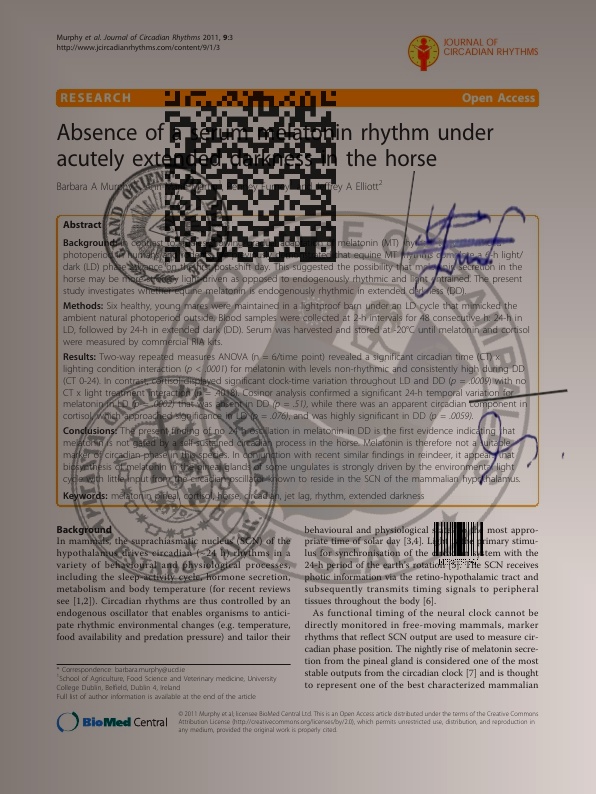 Murphy et al. Journal of Circadian Rhythms 2011, 9:3
http://www.jcircadianrhythms.com/content/9/1/3
JOURNAL OF
CIRCADIAN RHYTHMS
RESEARCH
Open Access
Absence of a serum melatonin rhythm under
acutely extended darkness in the horse
Barbara A Murphy A Elliott2
Abstract
Background: melatonin (MT)
photoperiod that equine MT 6-h light/
dark (LD) phase post-shift day. This suggested the possibility that secretion in the
horse may be more light driven as opposed to endogenously rhythmic and light entrained. The present
study investigates whether equine melatonin is endogenously rhythmic in extended darkness (DD).
Methods: Six healthy, young mares were maintained in a lightproof barn under an LD cycle that mimicked the
ambient natural photoperiod outside. Blood samples were collected at 2-h intervals for 48 consecutive h: 24-h in
LD, followed by 24-h in extended dark (DD). Serum was harvested and stored at -20°C until melatonin and cortisol
were measured by commercial RIA kits.
Results: Two-way repeated measures ANOVA (n = 6/time point) revealed a significant circadian time (CT) x
lighting condition interaction (p < .0001) for melatonin with levels non-rhythmic and consistently high during DD
(CT 0-24). In contrast, cortisol displayed significant clock-time variation throughout LD and DD (p = .0009) with no
CT x light treatment interaction (p = .4018). Cosinor analysis confirmed a significant 24-h temporal variation for
melatonin in LD (p = .0002) that was absent in DD (p = .51), while there was an apparent circadian component in
cortisol, which approached significance in LD (p = .076), and was highly significant in DD (p = .0059).
Conclusions: The present finding of no 24 h oscillation in melatonin in DD is the first evidence indicating that
melatonin is not gated by a self-sustained circadian process in the horse. Melatonin is therefore not a suitable
marker of circadian phase in this species. In conjunction with recent similar findings in reindeer, it appears that
biosynthesis of melatonin in the pineal glands of some ungulates is strongly driven by the environmental light
cycle with little input from the circadian oscillator known to reside in the SCN of the mammalian hypothalamus.
Keywords: melatonin, pineal, cortisol, horse, circadian, jet lag, rhythm, extended darkness
Background
In mammals, the suprachiasmatic nucleus (SCN) of the
hypothalamus drives circadian (~24 h) rhythms in a
variety of behavioural and physiological processes,
including the sleep-activity cycle, hormone secretion,
metabolism and body temperature (for recent reviews
see [1,2]). Circadian rhythms are thus controlled by an
endogenous oscillator that enables organisms to antici-
pate rhythmic environmental changes (e.g. temperature,
food availability and predation pressure) and tailor their
behavioural and physiological most appro-
priate time of solar day [3,4]. primary stimu-
lus for synchronisation of the system with the
24-h period of the earth's rotation [5]. The SCN receives
photic information via the retino-hypothalamic tract and
subsequently transmits timing signals to peripheral
tissues throughout the body [6].
As functional timing of the neural clock cannot be
directly monitored in free-moving mammals, marker
rhythms that reflect SCN output are used to measure cir-
cadian phase position. The nightly rise of melatonin secre-
tion from the pineal gland is considered one of the most
stable outputs from the circadian clock [7] and is thought
to represent one of the best characterized mammalian
* Correspondence: barbara.murphy@ucd.ie
1School of Agriculture, Food Science and Veterinary medicine, University
College Dublin, Belfield, Dublin 4, Ireland
Full list of author information is available at the end of the article
BioMed Central
© 2011 Murphy et al; licensee BioMed Central Ltd. This is an Open Access article distributed under the terms of the Creative Commons
Attribution License (http://creativecommons.org/licenses/by/2.0), which permits unrestricted use, distribution, and reproduction in
any medium, provided the original work is properly cited.